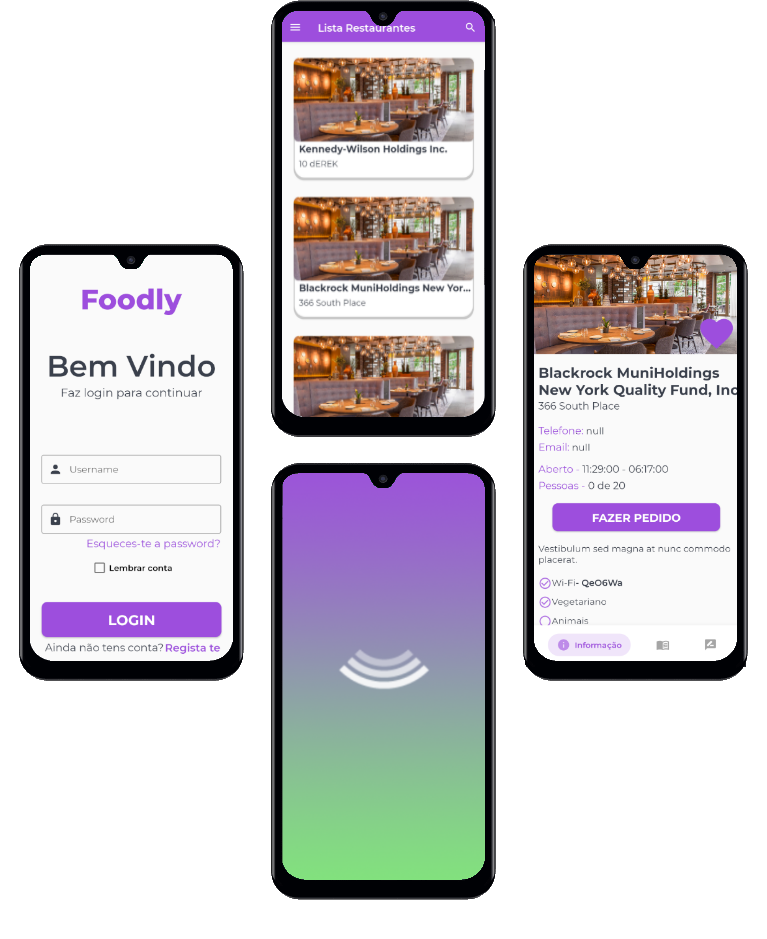 Lista Restaurantes
Kennedy-Wilson Holdings Inc.
10 dEREK
Blackrock MuniHoldings New Yor...
366 South Place
Foodly
Bem Vindo
Faz login para continuar
Username
Password
Esqueces-te a password?
Lembrar conta
LOGIN
Ainda não tens conta? Regista te
Blackrock MuniHoldings
New York Quality Fund, Inc
366 South Place
Telefone: null
Email: null
Aberto - 11:29:00 - 06:17:00
Pessoas - 0 de 20
FAZER PEDIDO
Vestibulum sed magna at nunc commodo
placerat.
Wi-Fi- QeO6Wa
Vegetariano
Animais
Informação